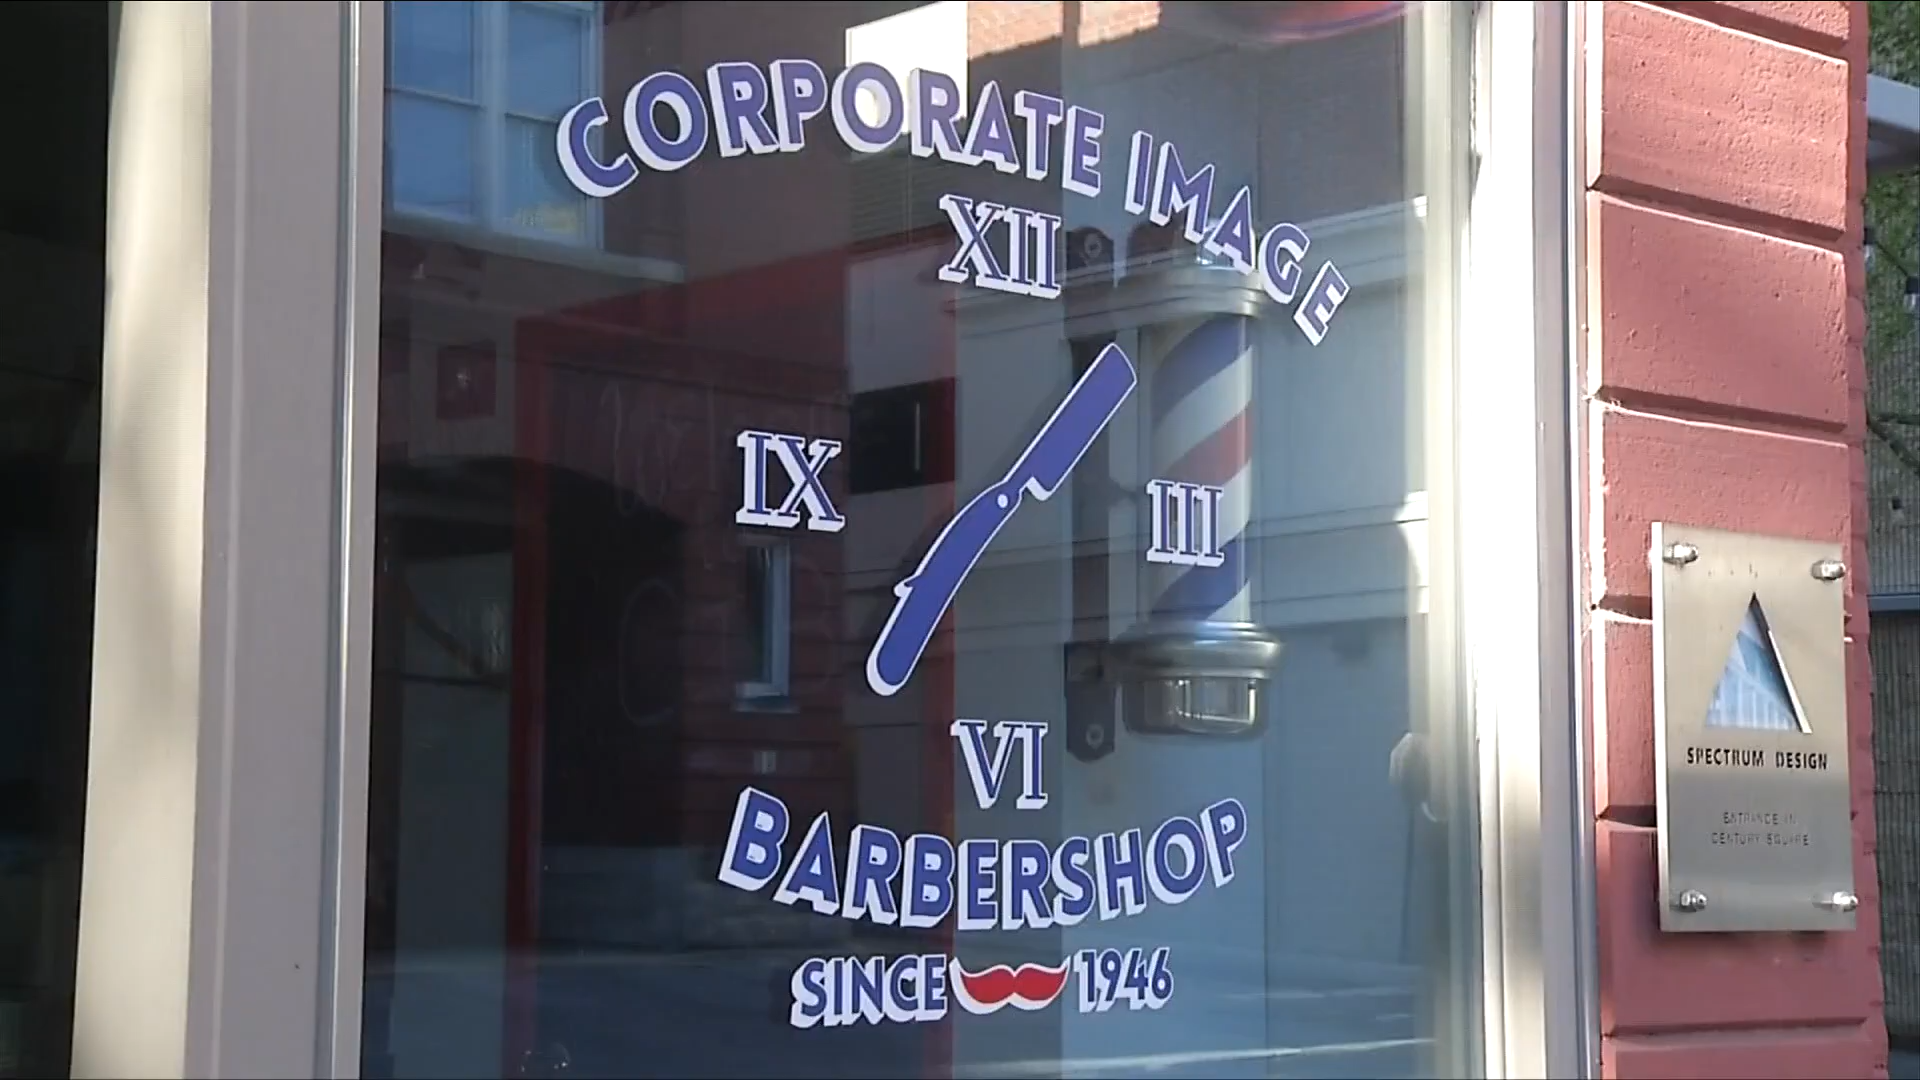 CORPORATE IMAGE
XII
IX
III
VI
BARBERSHOP
SINCE 1946
SPECTRUM DESIGN
ENTRANCE IN
CENTURY SQUARE